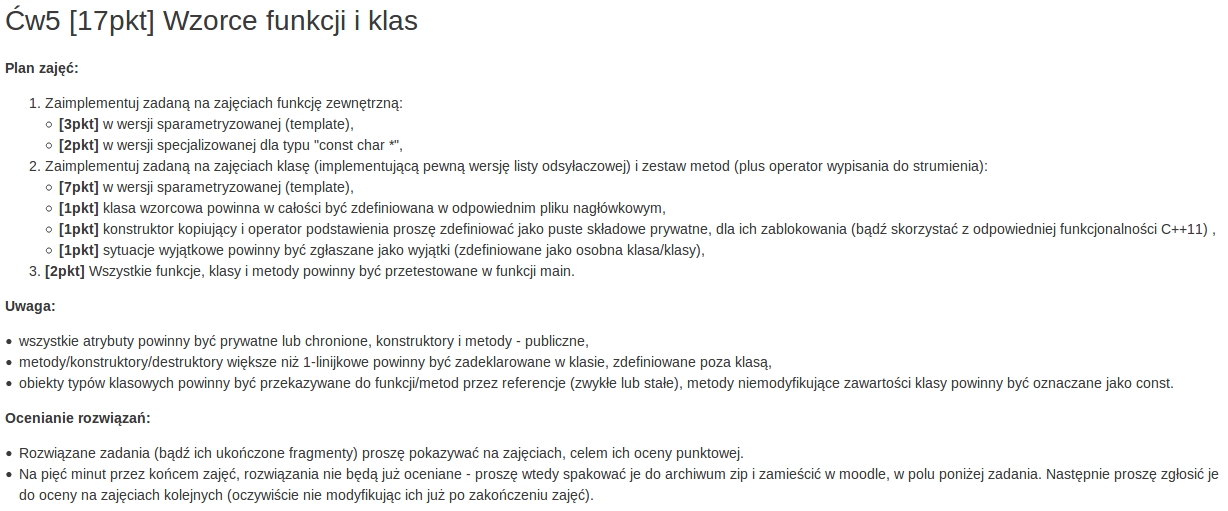 Ćw5 [17pkt] Wzorce funkcji i klas
Plan zajęć:
1. Zaimplementuj zadaną na zajęciach funkcję zewnętrzną:
[3pkt] w wersji sparametryzowanej (template),
[2pkt] w wersji specjalizowanej dla typu "const char *",
2. Zaimplementuj zadaną na zajęciach klasę (implementującą pewną wersję listy odsyłaczowej) i zestaw metod (plus operator wypisania do strumienia):
[7pkt] w wersji sparametryzowanej (template),
[1pkt] klasa wzorcowa powinna w całości być zdefiniowana w odpowiednim pliku nagłówkowym,
[1pkt] konstruktor kopiujący i operator podstawienia proszę zdefiniować jako puste składowe prywatne, dla ich zablokowania (bądź skorzystać z odpowiedniej funkcjonalności C++11) ,
[1pkt] sytuacje wyjątkowe powinny być zgłaszane jako wyjątki (zdefiniowane jako osobna klasa/klasy),
3. [2pkt] Wszystkie funkcje, klasy i metody powinny być przetestowane w funkcji main.
Uwaga:
wszystkie atrybuty powinny być prywatne lub chronione, konstruktory i metody - publiczne,
metody/konstruktory/destruktory większe niż 1-linijkowe powinny być zadeklarowane w klasie, zdefiniowane poza klasą,
obiekty typów klasowych powinny być przekazywane do funkcji/metod przez referencje (zwykłe lub stałe), metody niemodyfikujące zawartości klasy powinny być oznaczane jako const.
Ocenianie rozwiązań:
Rozwiązane zadania (bądź ich ukończone fragmenty) proszę pokazywać na zajęciach, celem ich oceny punktowej.
Na pięć minut przez końcem zajęć, rozwiązania nie będą już oceniane - proszę wtedy spakować je do archiwum zip i zamieścić w moodle, w polu poniżej zadania. Następnie proszę zgłosić je
do oceny na zajęciach kolejnych (oczywiście nie modyfikując ich już po zakończeniu zajęć).